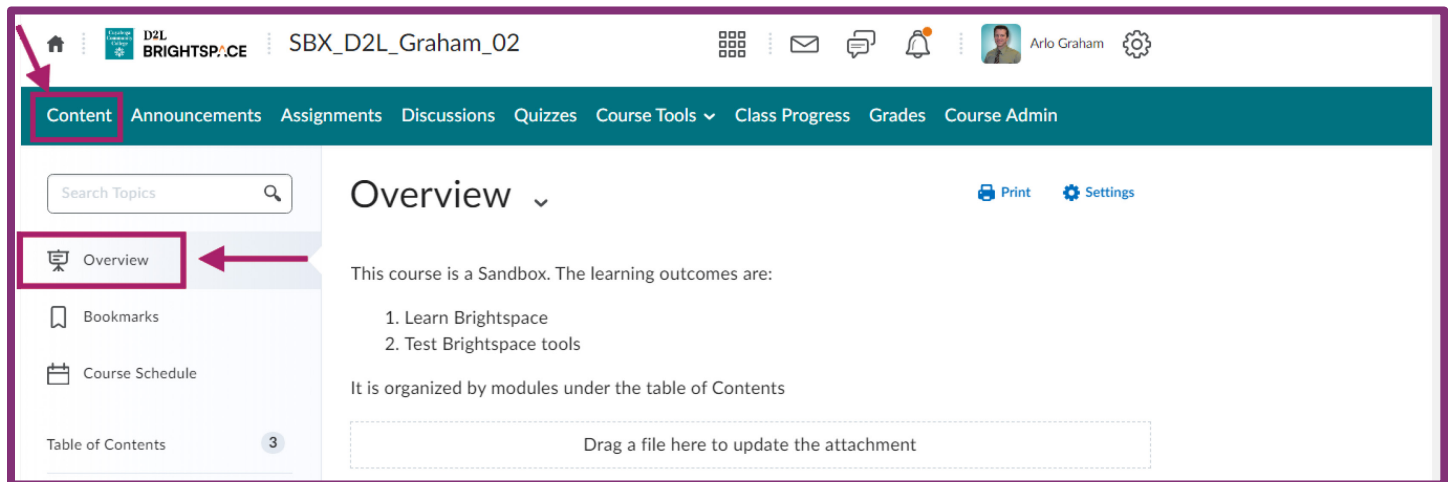 D2L
BRIGHTSPACE
SBX_D2L_Graham_02
Arlo Graham
Content Announcements Assignments Discussions Quizzes Course Tools Class Progress Grades Course Admin
Search Topics
Overview
Print Settings
Overview
This course is a Sandbox. The learning outcomes are:
Bookmarks
1. Learn Brightspace
2. Test Brightspace tools
Course Schedule
It is organized by modules under the table of Contents
Table of Contents 3
Drag a file here to update the attachment